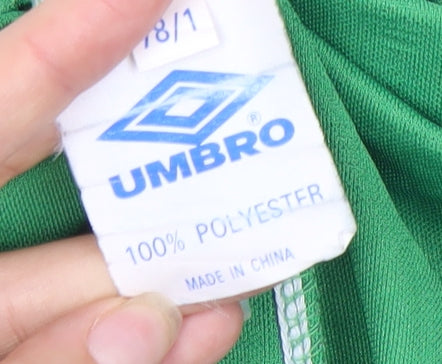 78/1
UMBRO®
100% POLYESTER
MADE IN CHINA